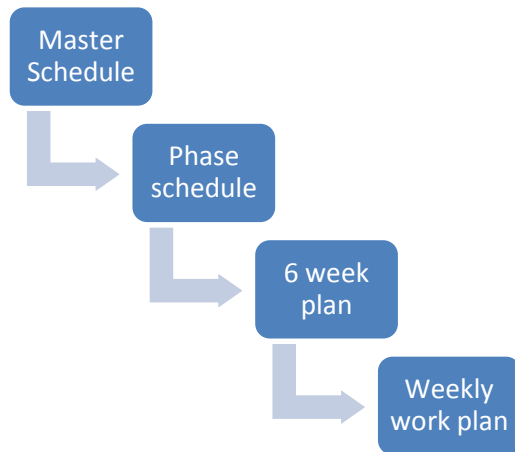 Master
Schedule
Phase
schedule
6 week
plan
Weekly
work plan